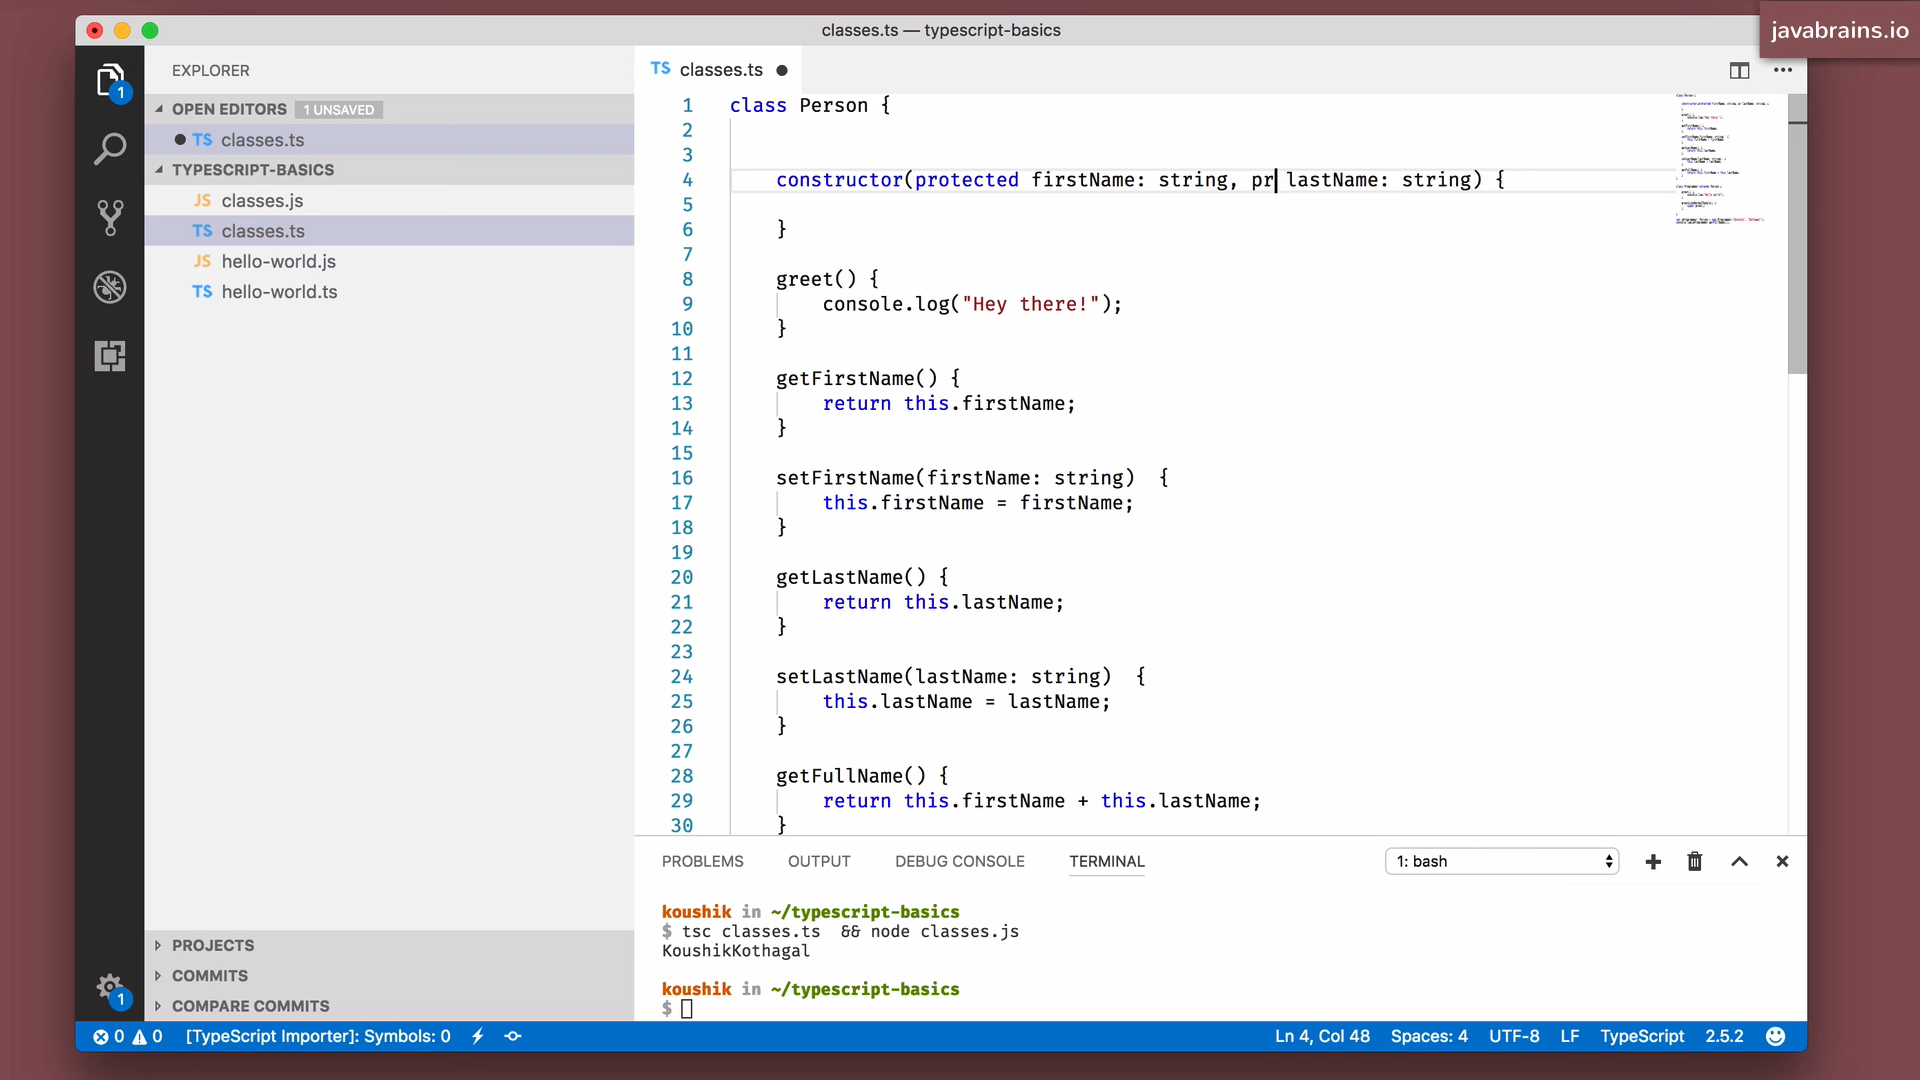 classes.ts — typescript-basics
javabrains.io
EXPLORER
OPEN EDITORS 1 UNSAVED
TS classes.ts
TYPESCRIPT-BASICS
JS classes.js
TS classes.ts
JS hello-world.js
TS hello-world.ts
PROJECTS
COMMITS
COMPARE COMMITS
1
1
TS classes.ts
1 class Person {
2
3
4 constructor(protected firstName: string, pr lastName: string) {
5
6 }
7
8 greet() {
9 console.log("Hey there!");
10 }
11
12 getFirstName() {
13 return this.firstName;
14 }
15
16 setFirstName(firstName: string)  {
17 this.firstName = firstName;
18 }
19
20 getLastName() {
21 return this.lastName;
22 }
23
24 setLastName(lastName: string)  {
25 this.lastName = lastName;
26 }
27
28 getFullName() {
29 return this.firstName + this.lastName;
30 }
PROBLEMS OUTPUT DEBUG CONSOLE TERMINAL 1: bash
koushik in ~/typescript-basics
$ tsc classes.ts  && node classes.js
KoushikKothagal
koushik in ~/typescript-basics
$
0 0 [TypeScript Importer]: Symbols: 0 Ln 4, Col 48 Spaces: 4 UTF-8 LF TypeScript 2.5.2